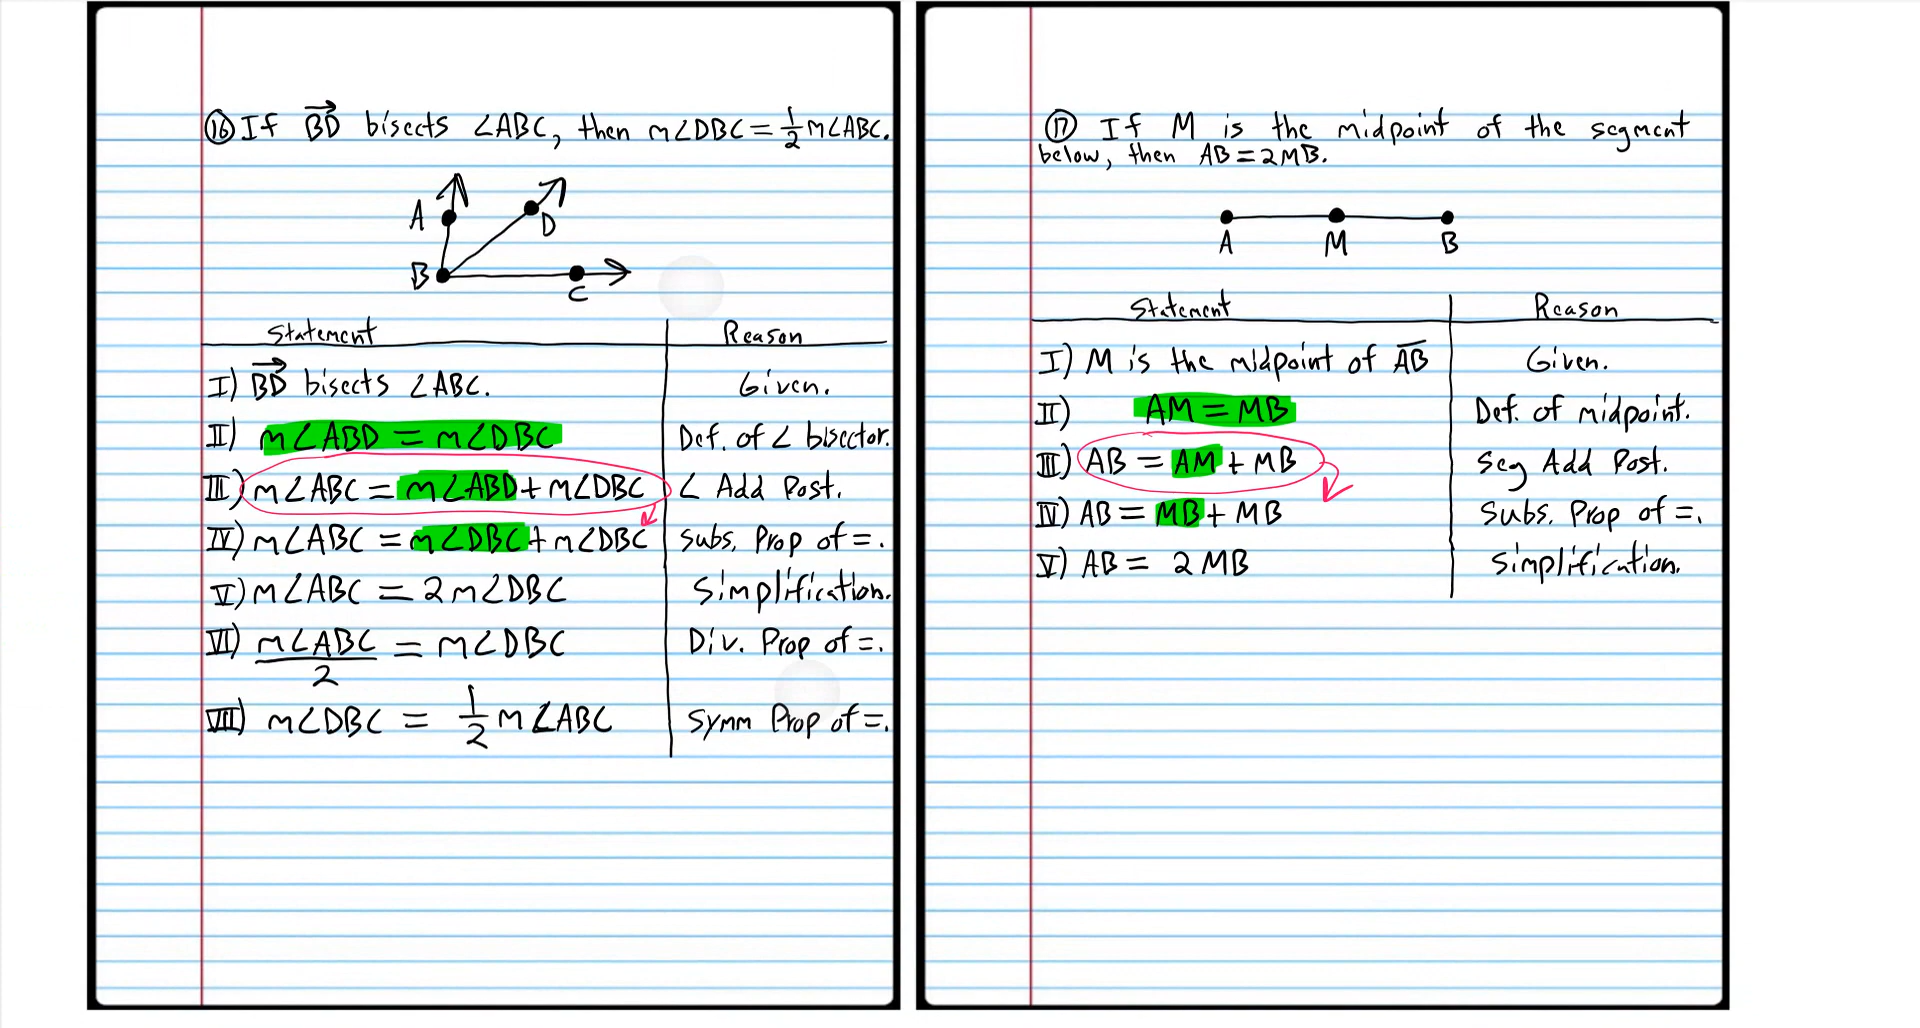 ⑯ If BD→ bisects ∠ABC, then m∠DBC = 1/2 m∠ABC.
A
D
B
C
Statement | Reason
I) BD→ bisects ∠ABC. | Given.
II) m∠ABD = m∠DBC | Def. of ∠ bisector.
III) m∠ABC = m∠ABD + m∠DBC | ∠ Add Post.
IV) m∠ABC = m∠DBC + m∠DBC | Subs. Prop of =.
V) m∠ABC = 2m∠DBC | Simplification.
VI) m∠ABC/2 = m∠DBC | Div. Prop of =.
VII) m∠DBC = 1/2 m∠ABC | Symm Prop of =.
⑰ If M is the midpoint of the segment
below, then AB = 2MB.
A M B
Statement | Reason
I) M is the midpoint of A̅B̅ | Given.
II) AM = MB | Def. of midpoint.
III) AB = AM + MB | Seg Add Post.
IV) AB = MB + MB | Subs. Prop of =.
V) AB = 2MB | Simplification.